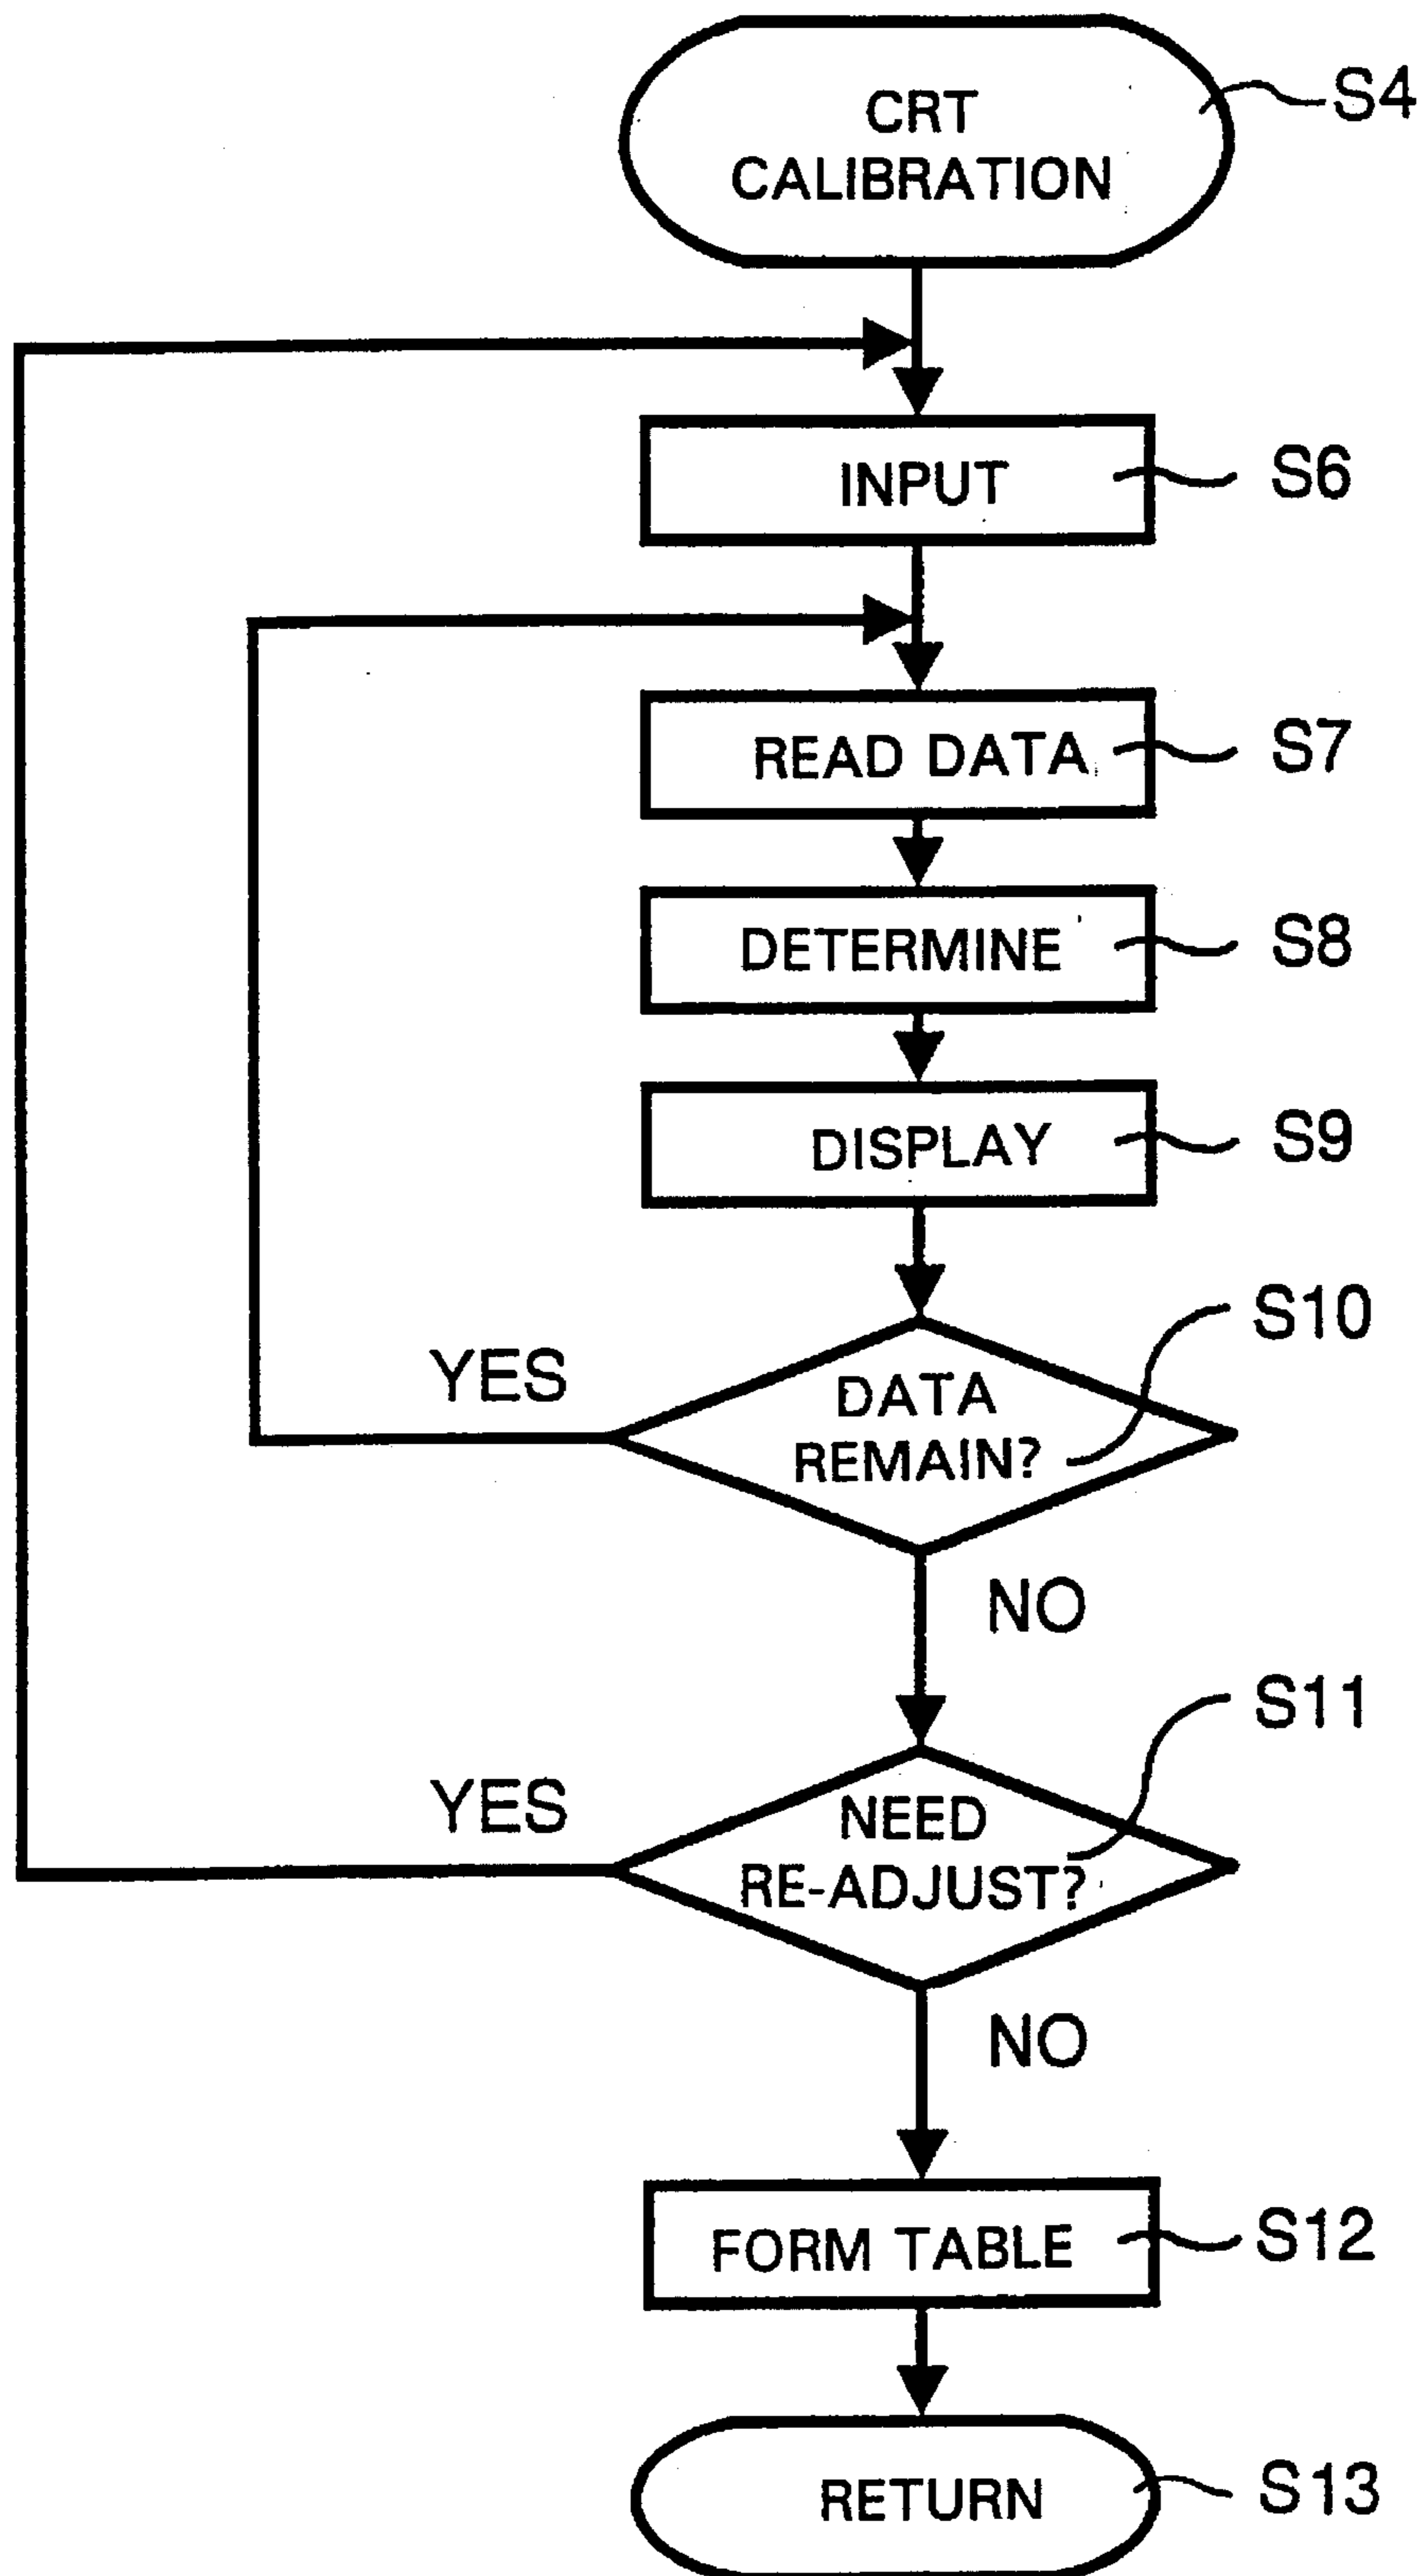 CRT
CALIBRATION
S4
INPUT
S6
READ DATA
S7
DETERMINE
S8
DISPLAY
S9
S10
YES
DATA
REMAIN?
NO
S11
YES
NEED
RE-ADJUST?
NO
FORM TABLE
S12
RETURN
S13